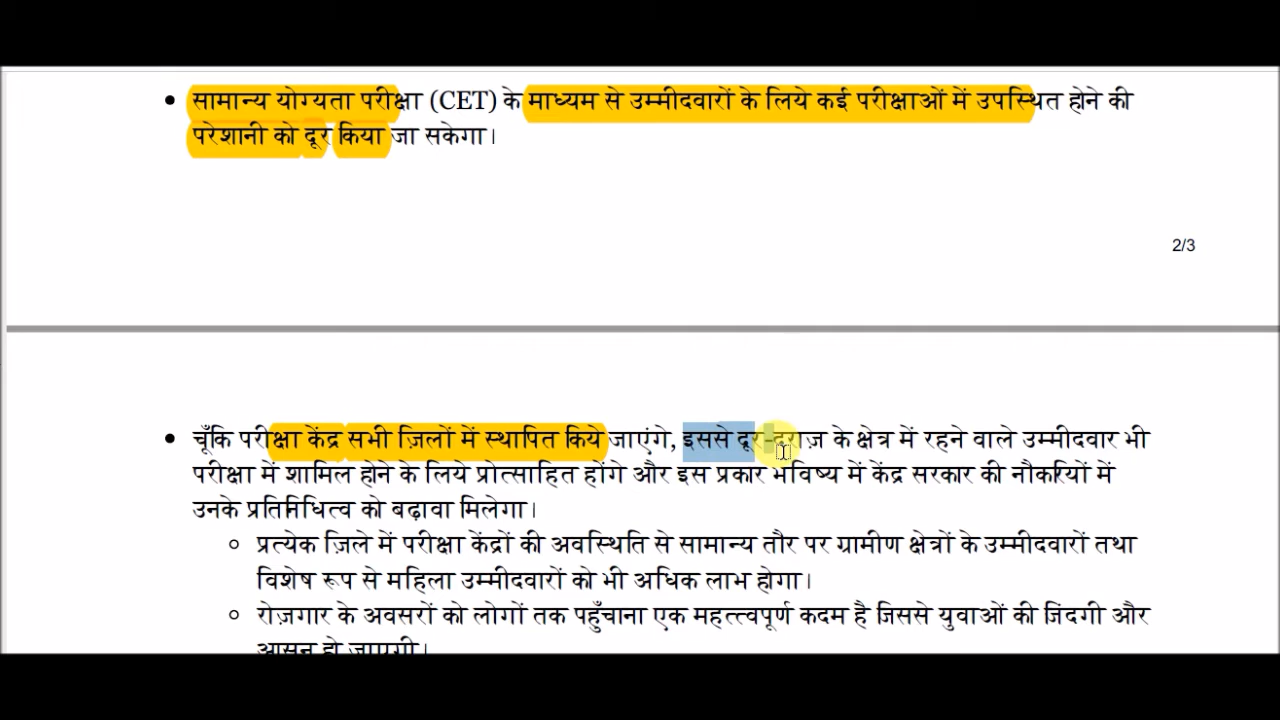 • सामान्य योग्यता परीक्षा (CET) के माध्यम से उम्मीदवारों के लिये कई परीक्षाओं में उपस्थित होने की
परेशानी को दूर किया जा सकेगा।
2/3
• चूँकि परीक्षा केंद्र सभी ज़िलों में स्थापित किये जाएंगे, इससे दूर-दराज़ के क्षेत्र में रहने वाले उम्मीदवार भी
परीक्षा में शामिल होने के लिये प्रोत्साहित होंगे और इस प्रकार भविष्य में केंद्र सरकार की नौकरियों में
उनके प्रतिनिधित्व को बढ़ावा मिलेगा।
○ प्रत्येक ज़िले में परीक्षा केंद्रों की अवस्थिति से सामान्य तौर पर ग्रामीण क्षेत्रों के उम्मीदवारों तथा
विशेष रूप से महिला उम्मीदवारों को भी अधिक लाभ होगा।
○ रोज़गार के अवसरों को लोगों तक पहुँचाना एक महत्त्वपूर्ण कदम है जिससे युवाओं की जिंदगी और
आसन हो जाएगी।